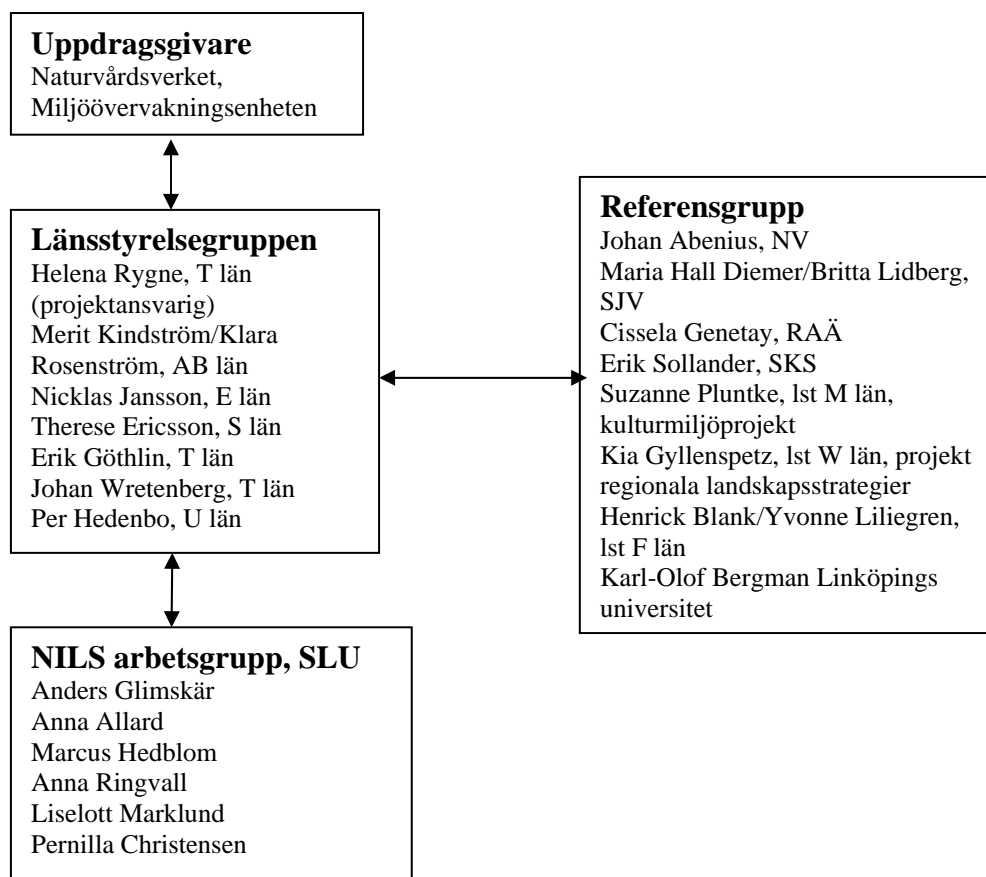 Uppdragsgivare
Naturvårdsverket,
Miljöövervakningsenheten
Länsstyrelsegruppen
Helena Rygne, T län
(projektansvarig)
Merit Kindström/Klara
Rosenström, AB län
Nicklas Jansson, E län
Therese Ericsson, S län
Erik Göthlin, T län
Johan Wretenberg, T län
Per Hedenbo, U län
Referensgrupp
Johan Abenius, NV
Maria Hall Diemer/Britta Lidberg,
SJV
Cissela Genetay, RAÄ
Erik Sollander, SKS
Suzanne Pluntke, lst M län,
kulturmiljöprojekt
Kia Gyllenspetz, lst W län, projekt
regionala landskapsstrategier
Henrick Blank/Yvonne Liliegren,
lst F län
Karl-Olof Bergman Linköpings
universitet
NILS arbetsgrupp, SLU
Anders Glimskär
Anna Allard
Marcus Hedblom
Anna Ringvall
Liselott Marklund
Pernilla Christensen